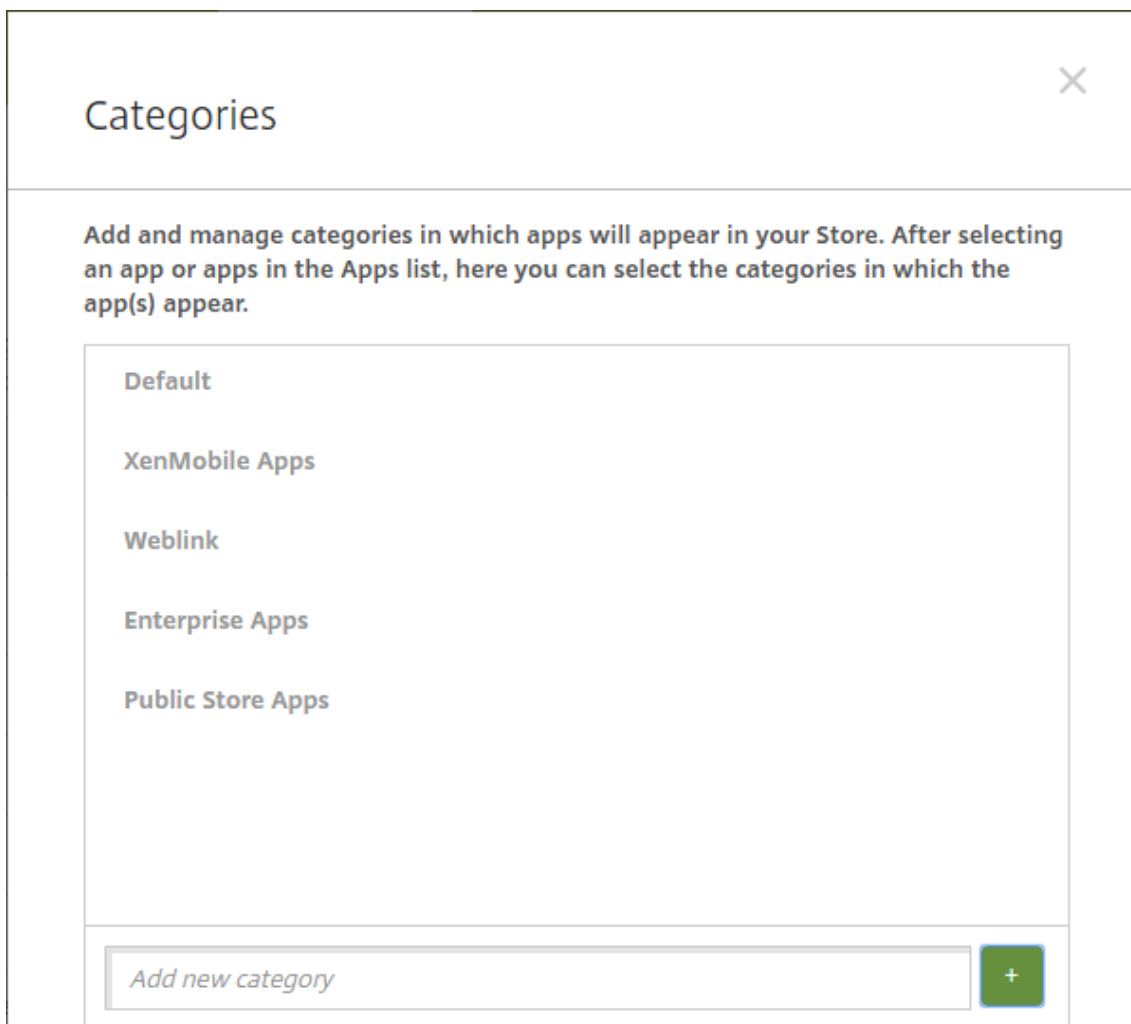 Categories
Add and manage categories in which apps will appear in your Store. After selecting
an app or apps in the Apps list, here you can select the categories in which the
app(s) appear.
Default
XenMobile Apps
Weblink
Enterprise Apps
Public Store Apps
Add new category
+